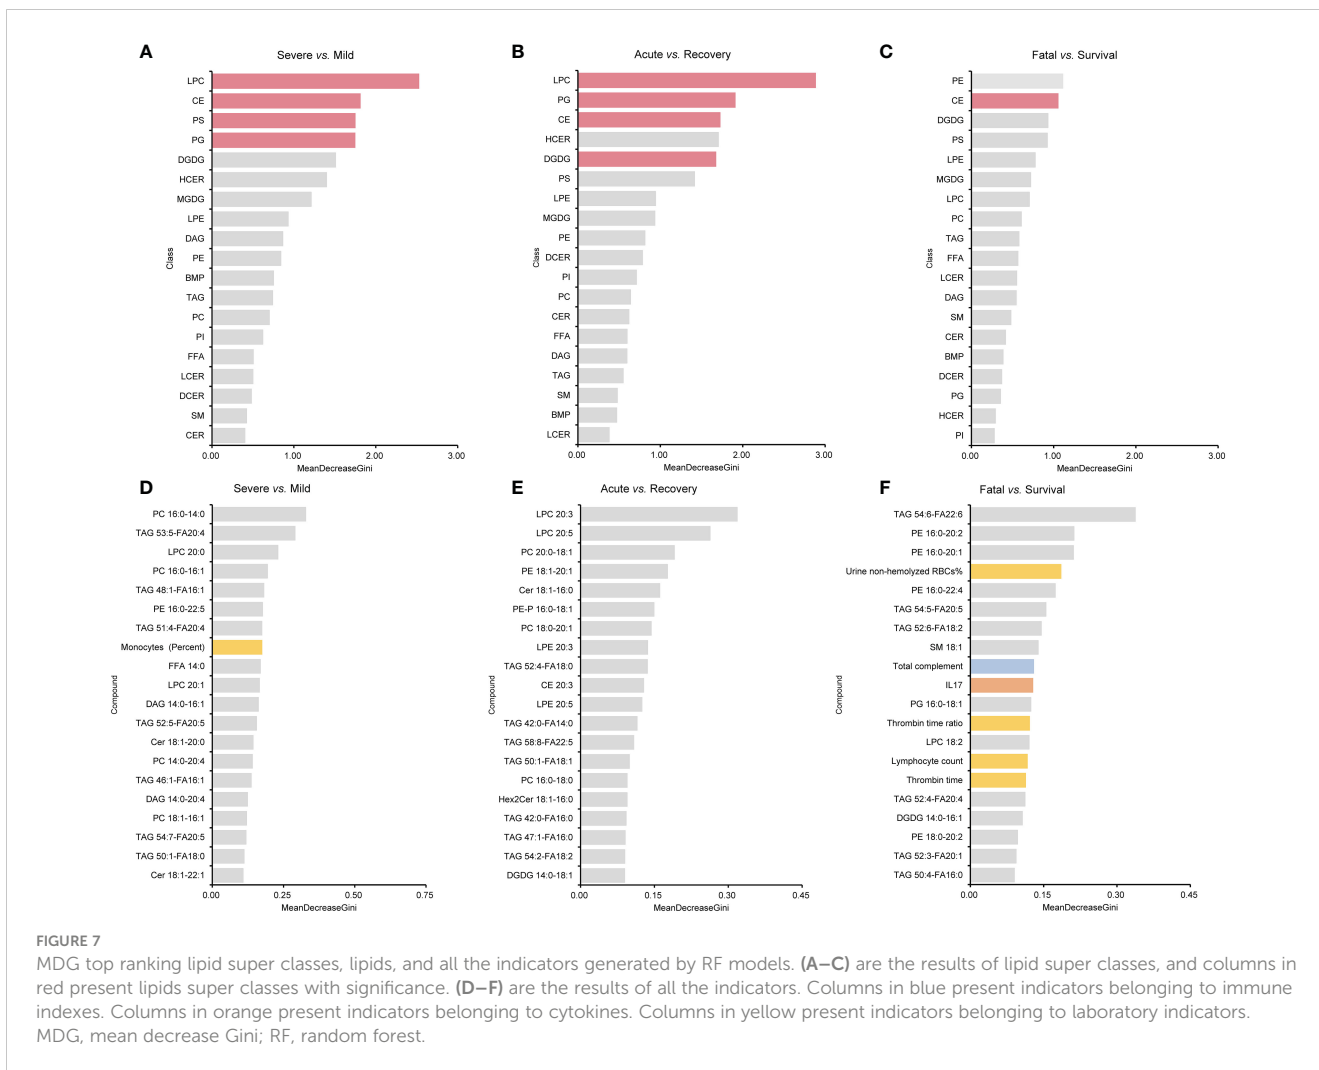 A
Severe vs. Mild
LPC
CE
PS
PG
DGDG
HCER
MGDG
LPE
DAG
PE
BMP
TAG
PC
PI
FFA
LCER
DCER
SM
CER
Class
0.00 1.00 2.00 3.00
MeanDecreaseGini
B
Acute vs. Recovery
LPC
PG
CE
HCER
DGDG
PS
LPE
MGDG
PE
DCER
PI
PC
CER
FFA
DAG
TAG
SM
BMP
LCER
Class
0.00 1.00 2.00 3.00
MeanDecreaseGini
C
Fatal vs. Survival
PE
CE
DGDG
PS
LPE
MGDG
LPC
PC
TAG
FFA
LCER
DAG
SM
CER
BMP
DCER
PG
HCER
PI
Class
0.00 1.00 2.00 3.00
MeanDecreaseGini
D
Severe vs. Mild
PC 16:0-14:0
TAG 53:5-FA20:4
LPC 20:0
PC 16:0-16:1
TAG 48:1-FA16:1
PE 16:0-22:5
TAG 51:4-FA20:4
Monocytes (Percent)
FFA 14:0
LPC 20:1
DAG 14:0-16:1
TAG 52:5-FA20:5
Cer 18:1-20:0
PC 14:0-20:4
TAG 46:1-FA16:1
DAG 14:0-20:4
PC 18:1-16:1
TAG 54:7-FA20:5
TAG 50:1-FA18:0
Cer 18:1-22:1
Compound
0.00 0.25 0.50 0.75
MeanDecreaseGini
E
Acute vs. Recovery
LPC 20:3
LPC 20:5
PC 20:0-18:1
PE 18:1-20:1
Cer 18:1-16:0
PE-P 16:0-18:1
PC 18:0-20:1
LPE 20:3
TAG 52:4-FA18:0
CE 20:3
LPE 20:5
TAG 42:0-FA14:0
TAG 58:8-FA22:5
TAG 50:1-FA18:1
PC 16:0-18:0
Hex2Cer 18:1-16:0
TAG 42:0-FA16:0
TAG 47:1-FA16:0
TAG 54:2-FA18:2
DGDG 14:0-18:1
Compound
0.00 0.15 0.30 0.45
MeanDecreaseGini
F
Fatal vs. Survival
TAG 54:6-FA22:6
PE 16:0-20:2
PE 16:0-20:1
Urine non-hemolyzed RBCs%
PE 16:0-22:4
TAG 54:5-FA20:5
TAG 52:6-FA18:2
SM 18:1
Total complement
IL17
PG 16:0-18:1
Thrombin time ratio
LPC 18:2
Lymphocyte count
Thrombin time
TAG 52:4-FA20:4
DGDG 14:0-16:1
PE 18:0-20:2
TAG 52:3-FA20:1
TAG 50:4-FA16:0
Compound
0.00 0.15 0.30 0.45
MeanDecreaseGini
FIGURE 7
MDG top ranking lipid super classes, lipids, and all the indicators generated by RF models. (A–C) are the results of lipid super classes, and columns in
red present lipids super classes with significance. (D–F) are the results of all the indicators. Columns in blue present indicators belonging to immune
indexes. Columns in orange present indicators belonging to cytokines. Columns in yellow present indicators belonging to laboratory indicators.
MDG, mean decrease Gini; RF, random forest.